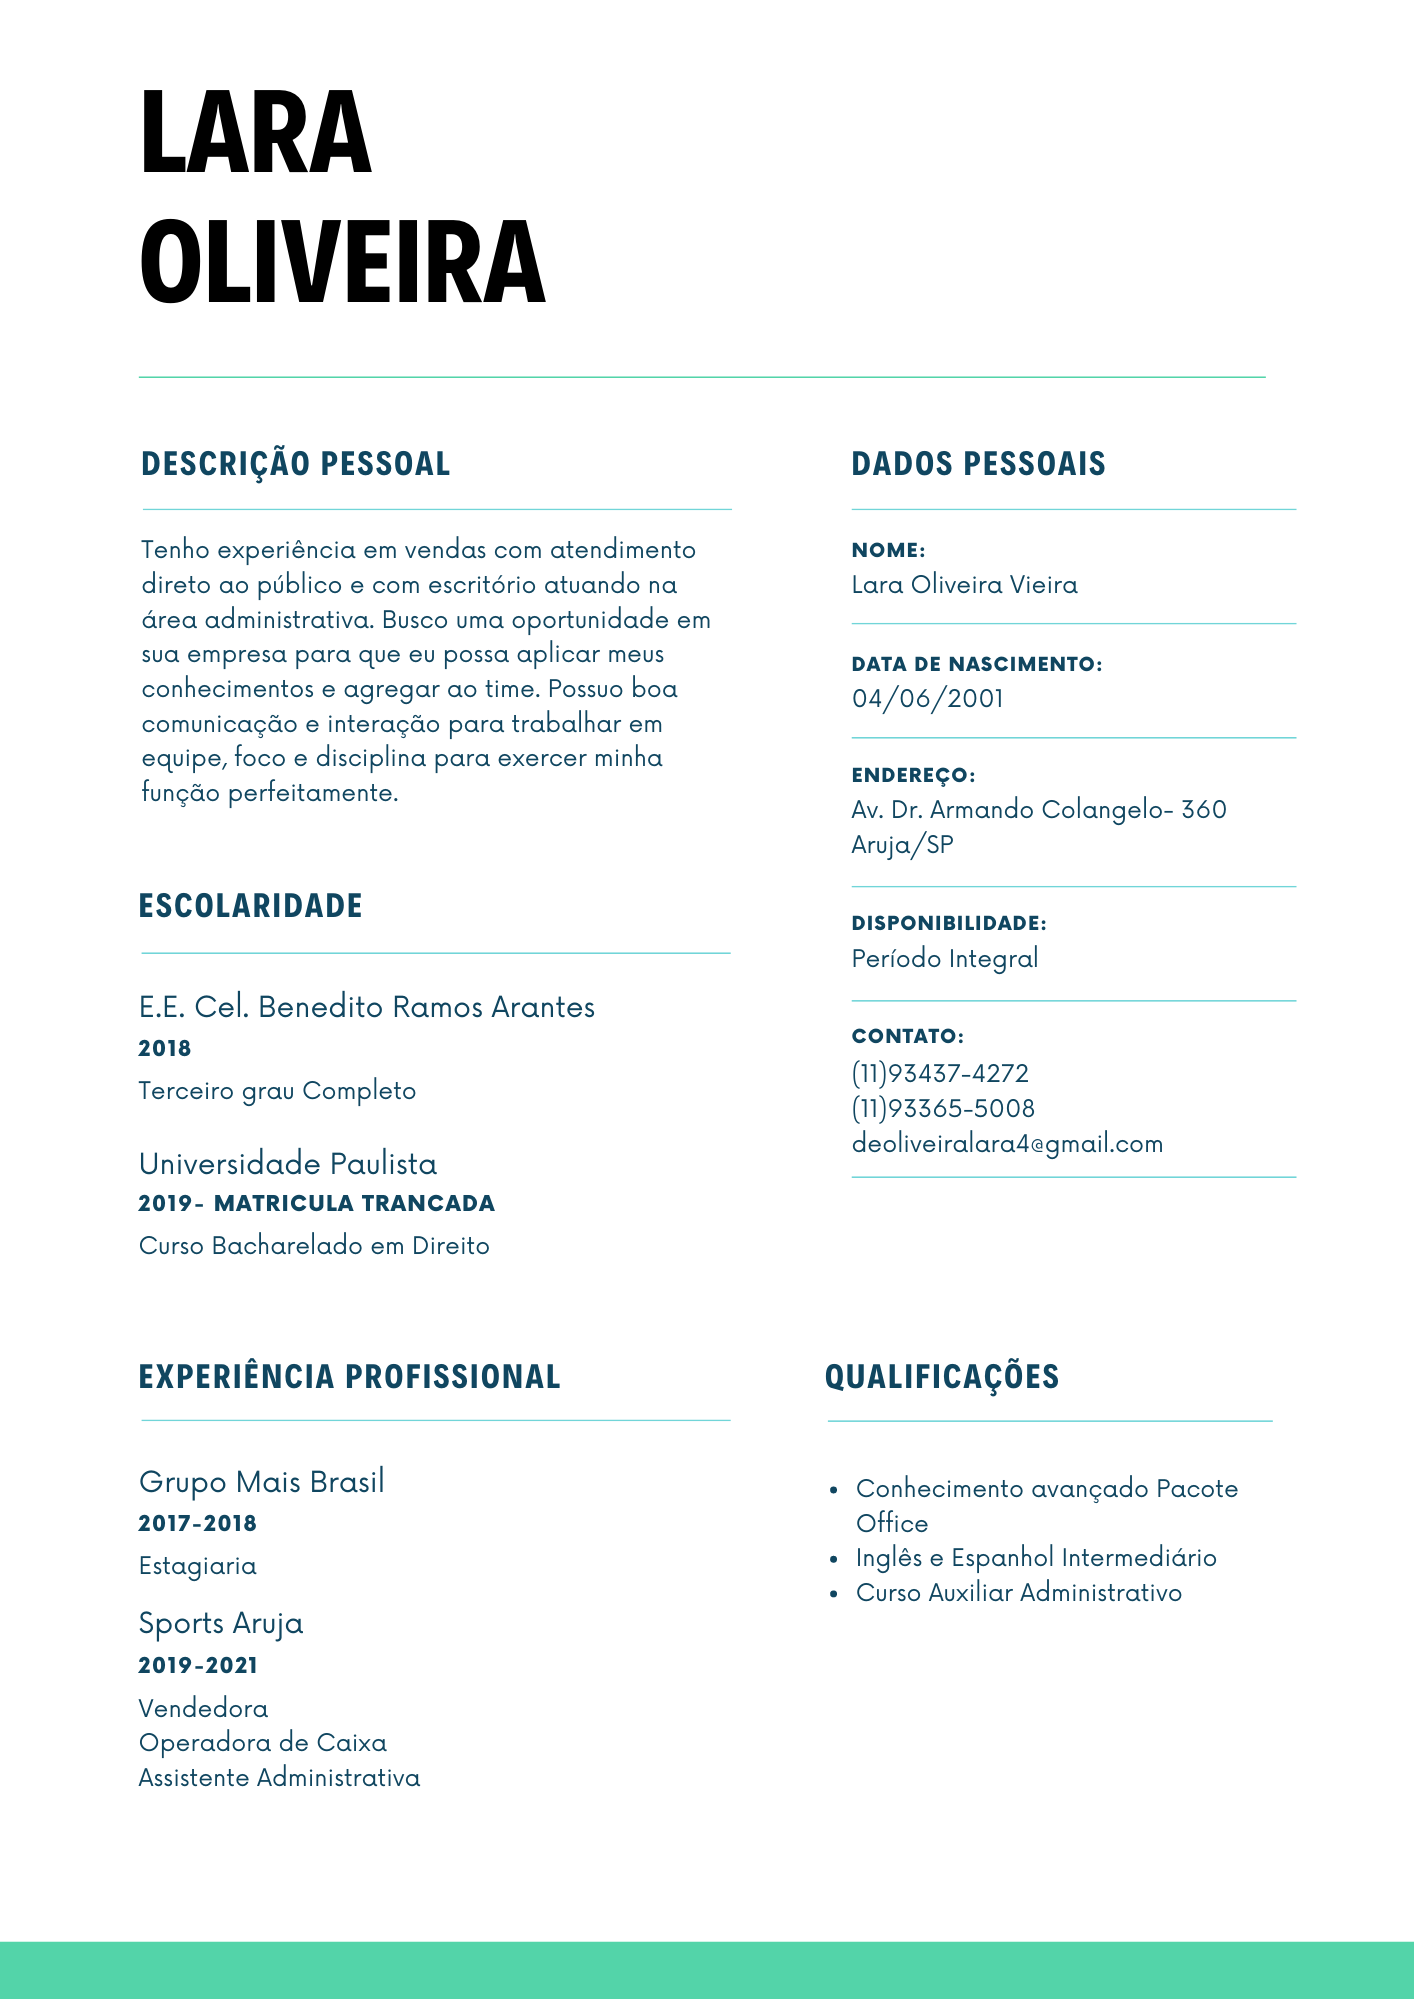 LARA
OLIVEIRA
DESCRIÇÃO PESSOAL
Tenho experiência em vendas com atendimento
direto ao público e com escritório atuando na
área administrativa. Busco uma oportunidade em
sua empresa para que eu possa aplicar meus
conhecimentos e agregar ao time. Possuo boa
comunicação e interação para trabalhar em
equipe, foco e disciplina para exercer minha
função perfeitamente.
ESCOLARIDADE
E.E. Cel. Benedito Ramos Arantes
2018
Terceiro grau Completo
Universidade Paulista
2019- MATRICULA TRANCADA
Curso Bacharelado em Direito
EXPERIÊNCIA PROFISSIONAL
Grupo Mais Brasil
2017-2018
Estagiaria
Sports Aruja
2019-2021
Vendedora
Operadora de Caixa
Assistente Administrativa
DADOS PESSOAIS
NOME:
Lara Oliveira Vieira
DATA DE NASCIMENTO:
04/06/2001
ENDEREÇO:
Av. Dr. Armando Colangelo- 360
Aruja/SP
DISPONIBILIDADE:
Período Integral
CONTATO:
(11)93437-4272
(11)93365-5008
deoliveiralara4@gmail.com
QUALIFICAÇÕES
• Conhecimento avançado Pacote
Office
• Inglês e Espanhol Intermediário
• Curso Auxiliar Administrativo